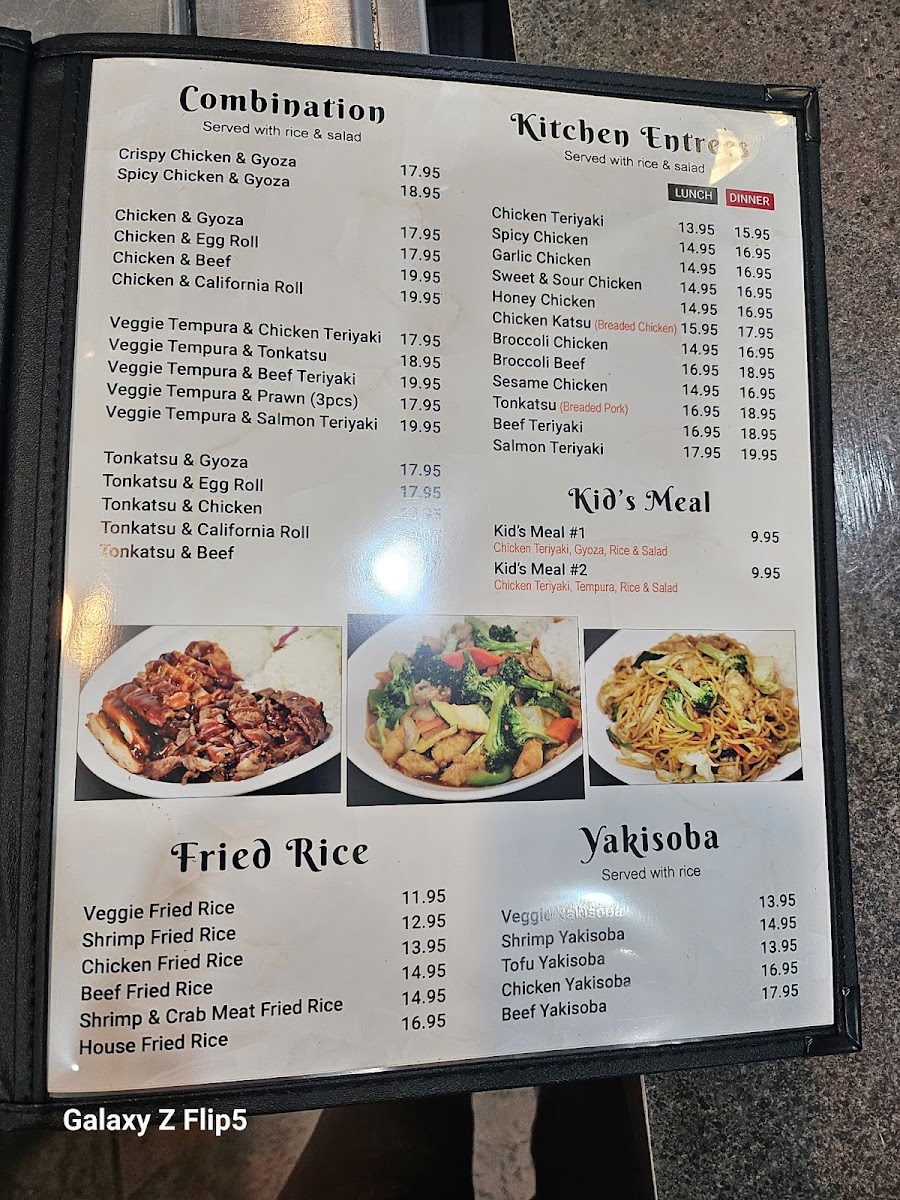 Combination
Served with rice & salad
Crispy Chicken & Gyoza 17.95
Spicy Chicken & Gyoza 18.95
Chicken & Gyoza 17.95
Chicken & Egg Roll 17.95
Chicken & Beef 19.95
Chicken & California Roll 19.95
Veggie Tempura & Chicken Teriyaki 17.95
Veggie Tempura & Tonkatsu 18.95
Veggie Tempura & Beef Teriyaki 19.95
Veggie Tempura & Prawn (3pcs) 17.95
Veggie Tempura & Salmon Teriyaki 19.95
Tonkatsu & Gyoza 17.95
Tonkatsu & Egg Roll 17.95
Tonkatsu & Chicken
Tonkatsu & California Roll
Tonkatsu & Beef
Kitchen Entrees
Served with rice & salad
LUNCH DINNER
Chicken Teriyaki 13.95 15.95
Spicy Chicken 14.95 16.95
Garlic Chicken 14.95 16.95
Sweet & Sour Chicken 14.95 16.95
Honey Chicken 14.95 16.95
Chicken Katsu (Breaded Chicken) 15.95 17.95
Broccoli Chicken 14.95 16.95
Broccoli Beef 16.95 18.95
Sesame Chicken 14.95 16.95
Tonkatsu (Breaded Pork) 16.95 18.95
Beef Teriyaki 16.95 18.95
Salmon Teriyaki 17.95 19.95
Kid's Meal
Kid's Meal #1 9.95
Chicken Teriyaki, Gyoza, Rice & Salad
Kid's Meal #2 9.95
Chicken Teriyaki, Tempura, Rice & Salad
Fried Rice
Veggie Fried Rice 11.95
Shrimp Fried Rice 12.95
Chicken Fried Rice 13.95
Beef Fried Rice 14.95
Shrimp & Crab Meat Fried Rice 14.95
House Fried Rice 16.95
Yakisoba
Served with rice
Veggie Yakisoba 13.95
Shrimp Yakisoba 14.95
Tofu Yakisoba 13.95
Chicken Yakisoba 16.95
Beef Yakisoba 17.95
Galaxy Z Flip5